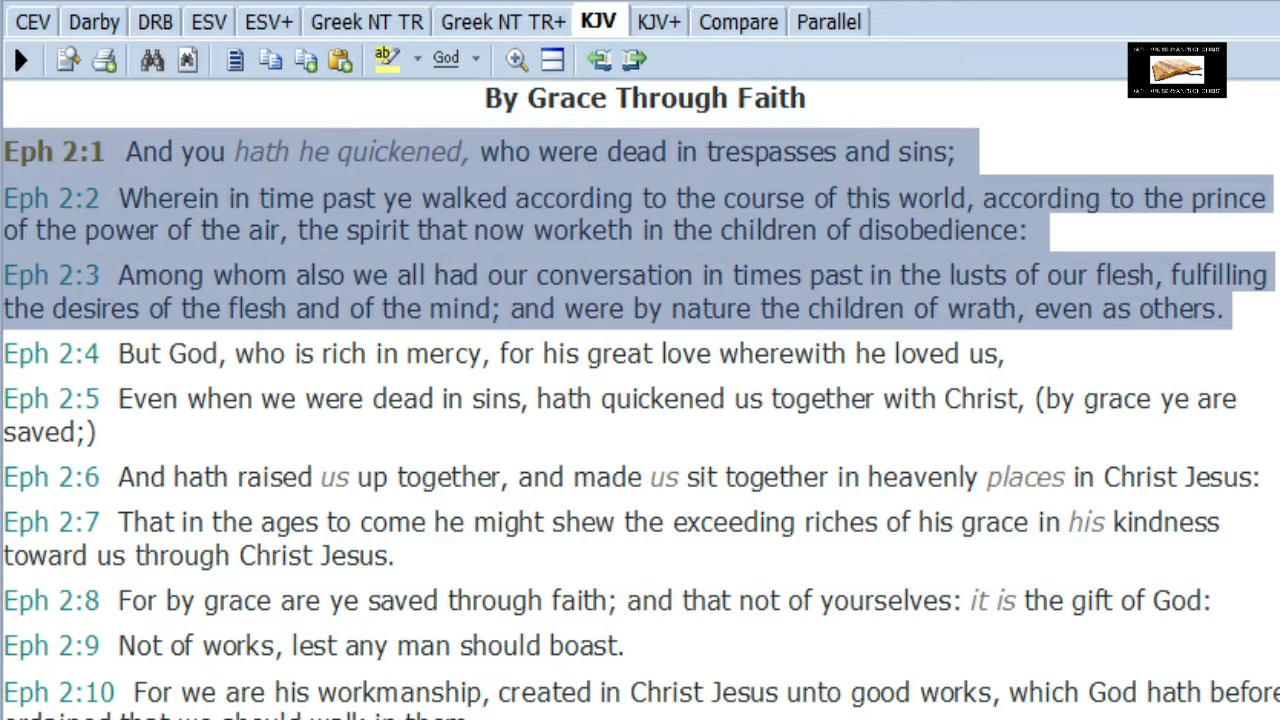 CEV Darby DRB ESV ESV+ Greek NT TR Greek NT TR+ KJV KJV+ Compare Parallel
ab God
By Grace Through Faith
Eph 2:1 And you hath he quickened, who were dead in trespasses and sins;
Eph 2:2 Wherein in time past ye walked according to the course of this world, according to the prince
of the power of the air, the spirit that now worketh in the children of disobedience:
Eph 2:3 Among whom also we all had our conversation in times past in the lusts of our flesh, fulfilling
the desires of the flesh and of the mind; and were by nature the children of wrath, even as others.
Eph 2:4 But God, who is rich in mercy, for his great love wherewith he loved us,
Eph 2:5 Even when we were dead in sins, hath quickened us together with Christ, (by grace ye are
saved;)
Eph 2:6 And hath raised us up together, and made us sit together in heavenly places in Christ Jesus:
Eph 2:7 That in the ages to come he might shew the exceeding riches of his grace in his kindness
toward us through Christ Jesus.
Eph 2:8 For by grace are ye saved through faith; and that not of yourselves: it is the gift of God:
Eph 2:9 Not of works, lest any man should boast.
Eph 2:10 For we are his workmanship, created in Christ Jesus unto good works, which God hath before
ordained that we should walk in them.